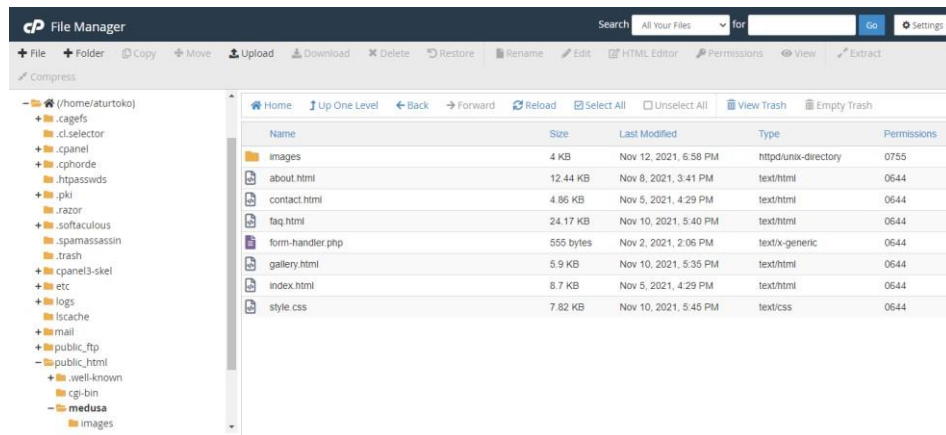 cP File Manager Search All Your Files for Go Settings
File Folder Copy Move Upload Download Delete Restore Rename Edit HTML Editor Permissions View Extract
Compress
(/home/aturtoko)
.cagefs
.cl.selector
.cpanel
.cphorde
.htpasswds
.pki
.razor
.softaculous
.spamassassin
.trash
cpanel3-skel
etc
logs
lscache
mail
public_ftp
public_html
.well-known
cgi-bin
medusa
images
Home Up One Level Back Forward Reload Select All Unselect All View Trash Empty Trash
Name Size Last Modified Type Permissions
images 4 KB Nov 12, 2021, 6:58 PM httpd/unix-directory 0755
about.html 12.44 KB Nov 8, 2021, 3:41 PM text/html 0644
contact.html 4.86 KB Nov 5, 2021, 4:29 PM text/html 0644
faq.html 24.17 KB Nov 10, 2021, 5:40 PM text/html 0644
form-handler.php 555 bytes Nov 2, 2021, 2:06 PM text/x-generic 0644
gallery.html 5.9 KB Nov 10, 2021, 5:35 PM text/html 0644
index.html 8.7 KB Nov 5, 2021, 4:29 PM text/html 0644
style.css 7.82 KB Nov 10, 2021, 5:45 PM text/css 0644